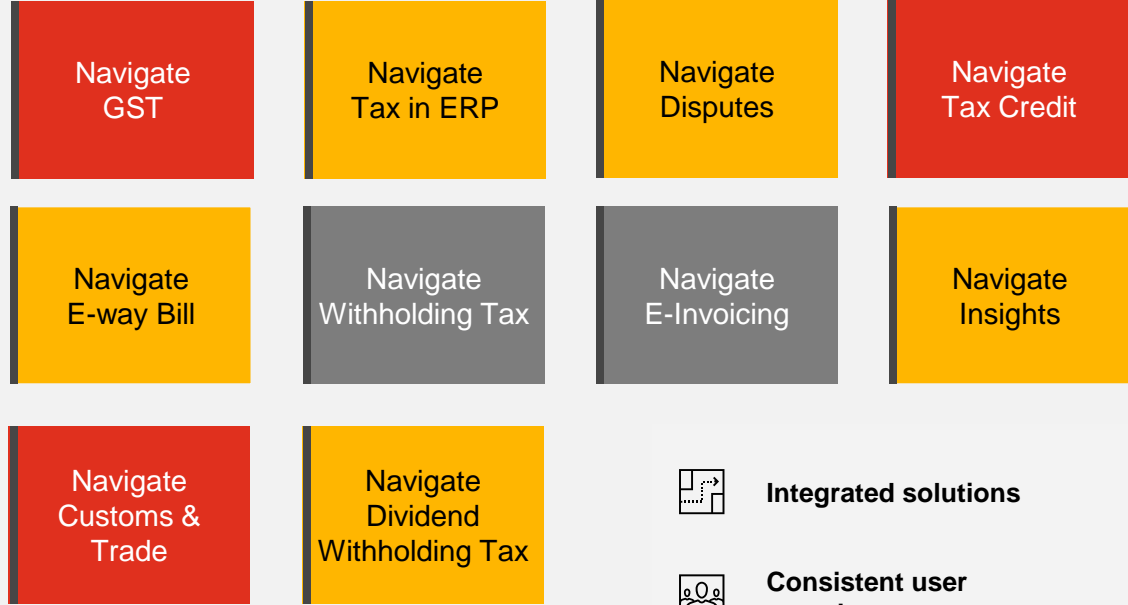 Navigate
GST
Navigate
Tax in ERP
Navigate
Disputes
Navigate
Tax Credit
Navigate
E-way Bill
Navigate
Withholding Tax
Navigate
E-Invoicing
Navigate
Insights
Navigate
Customs &
Trade
Navigate
Dividend
Withholding Tax
Integrated solutions
Consistent user